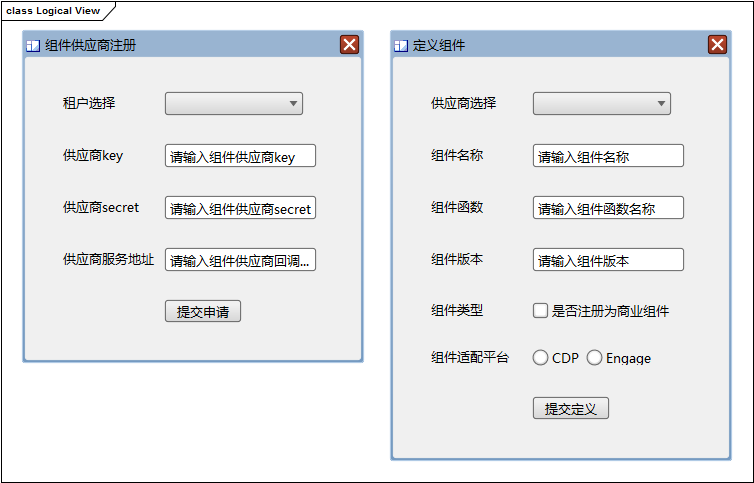 class Logical View
组件供应商注册
租户选择
供应商key
请输入组件供应商key
供应商secret
请输入组件供应商secret
供应商服务地址
请输入组件供应商回调...
提交申请
定义组件
供应商选择
组件名称
请输入组件名称
组件函数
请输入组件函数名称
组件版本
请输入组件版本
组件类型
是否注册为商业组件
组件适配平台
CDP
Engage
提交定义